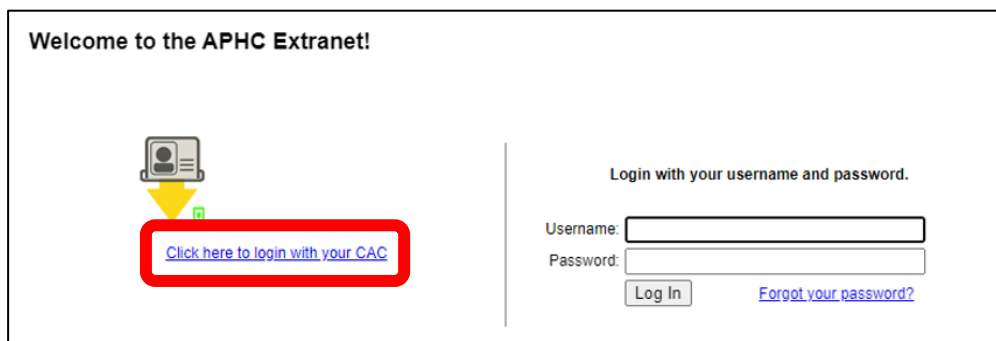 Welcome to the APHC Extranet!
Click here to login with your CAC
Login with your username and password.
Username:
Password:
Log In
Forgot your password?